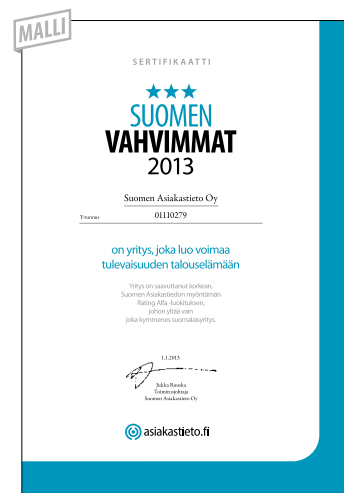 MALLI
SERTIFIKAATTI
SUOMEN
VAHVIMMAT
2013
Suomen Asiakastieto Oy
Y-tunnus 01110279
on yritys, joka luo voimaa
tulevaisuuden talouselämään
Yritys on saavuttanut korkean,
Suomen Asiakastiedon myöntämän
Rating Alfa -luokituksen,
johon yltää vain
joka kymmenes suomalaisyritys.
1.1.2013
Jukka Ruuska
Toimitusjohtaja
Suomen Asiakastieto Oy
asiakastieto.fi